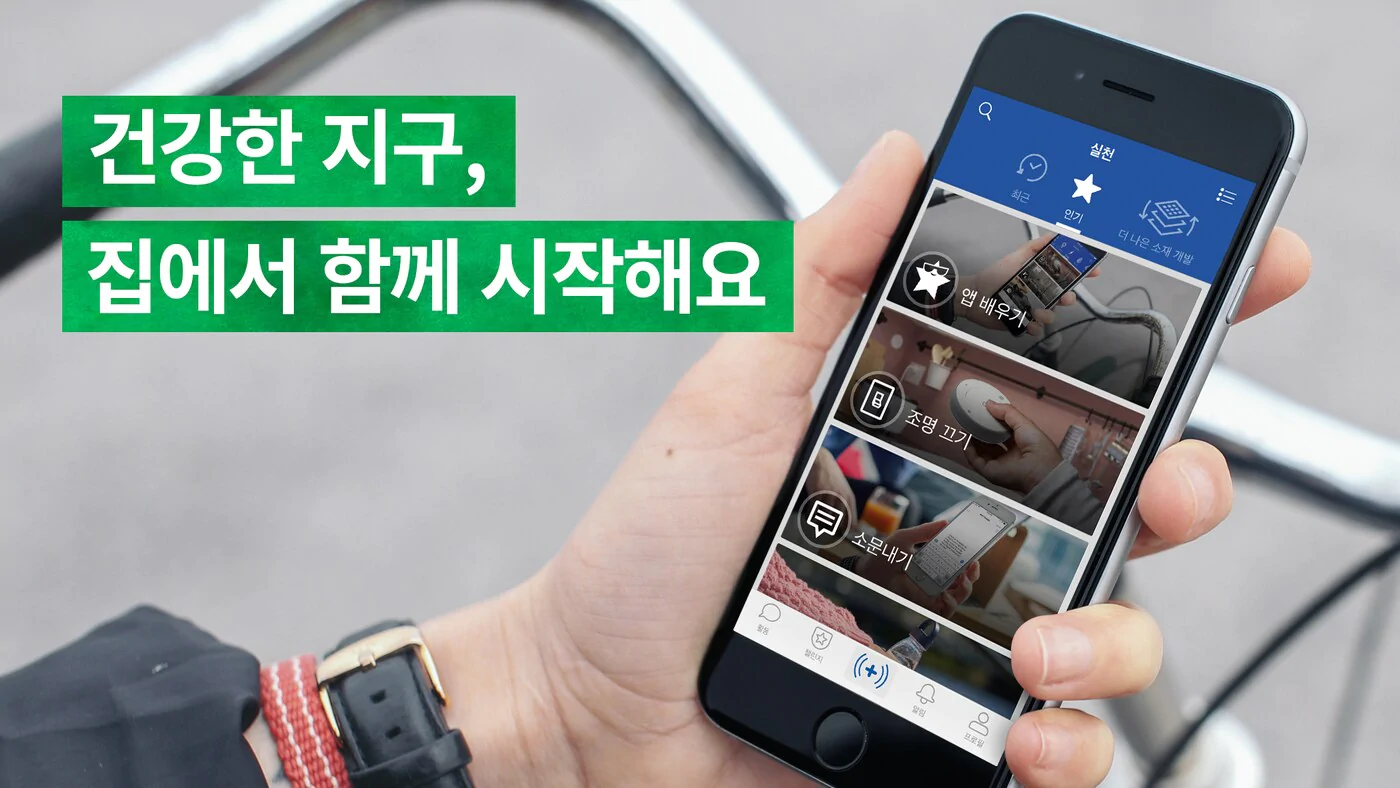 건강한 지구,
집에서 함께 시작해요
실천
최근
인기
더 나은 소재 개발
앱 배우기
조명 끄기
소문내기
활동
챌린지
알림
프로필